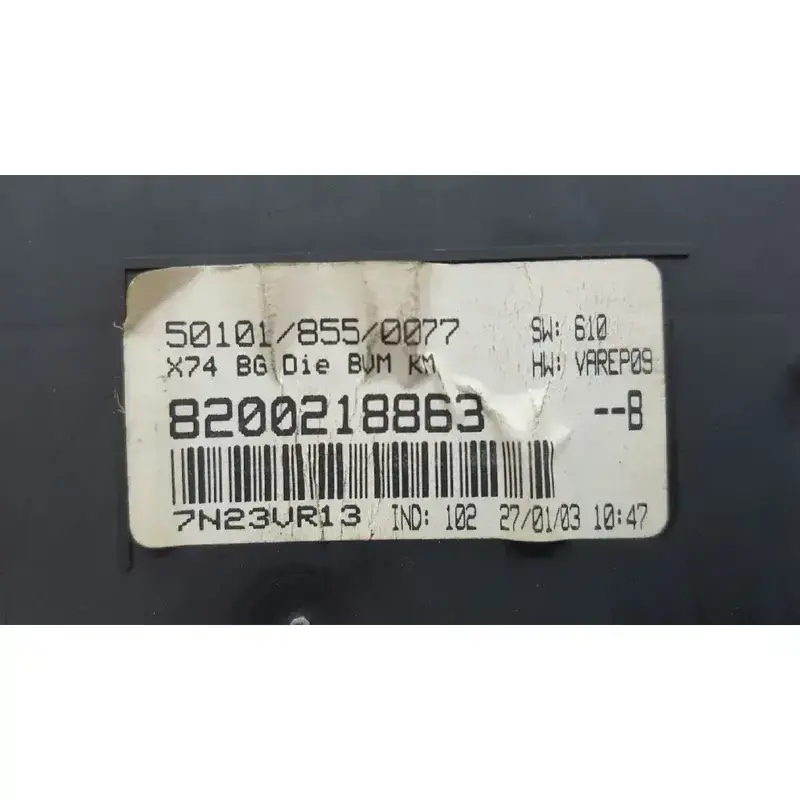 50101/855/0077 SW: 610
X74 BG Die BVM KM HW: VAREP09
8200218863 --B
7N23VR13 IND: 102 27/01/03 10:47